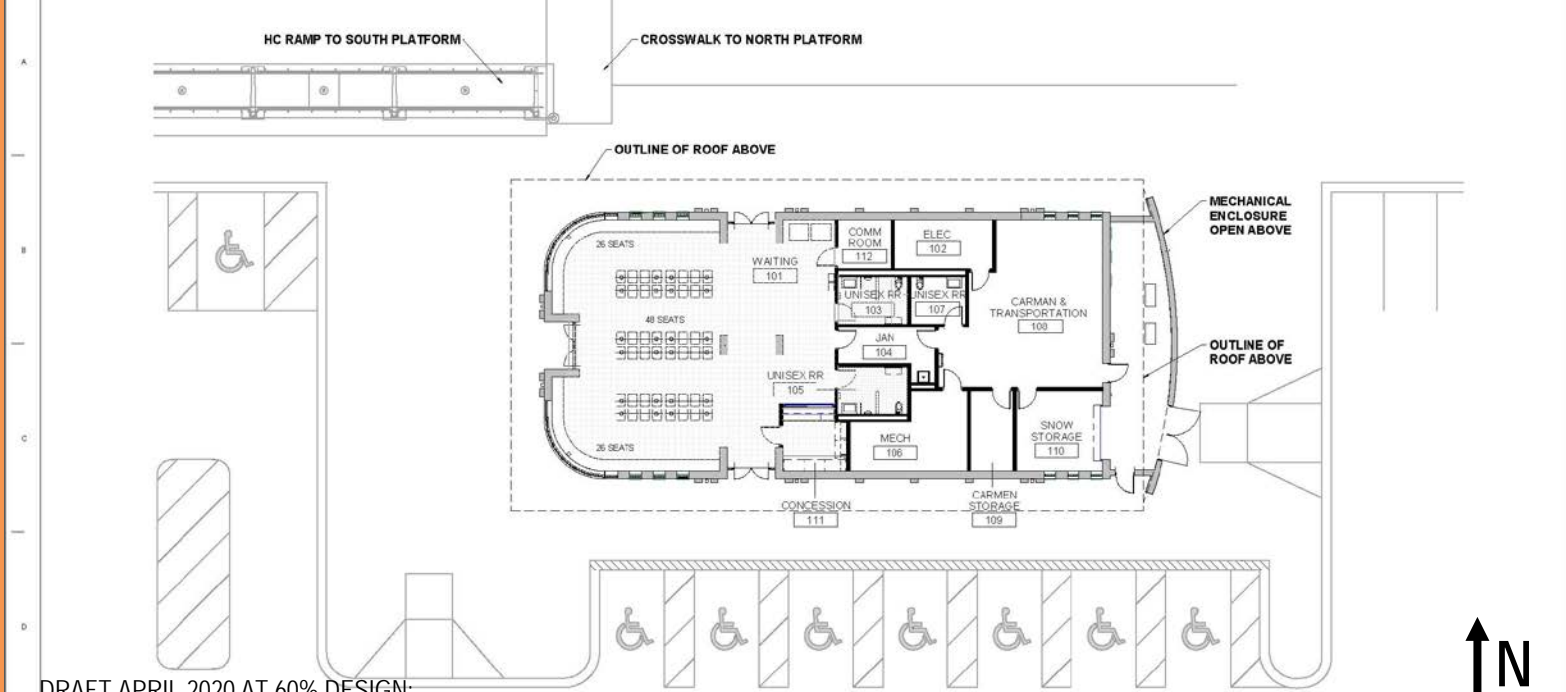 HC RAMP TO SOUTH PLATFORM
CROSSWALK TO NORTH PLATFORM
A
OUTLINE OF ROOF ABOVE
MECHANICAL
ENCLOSURE
OPEN ABOVE
B
26 SEATS
WAITING
101
COMM
ROOM
112
ELEC
102
UNISEX RR
103
UNISEX RR
107
CARMAN &
TRANSPORTATION
108
48 SEATS
JAN
104
OUTLINE OF
ROOF ABOVE
UNISEX RR
105
C
26 SEATS
MECH
106
SNOW
STORAGE
110
CONCESSION
111
CARMEN
STORAGE
109
D
N
DRAFT APRIL 2020 AT 60% DESIGN: